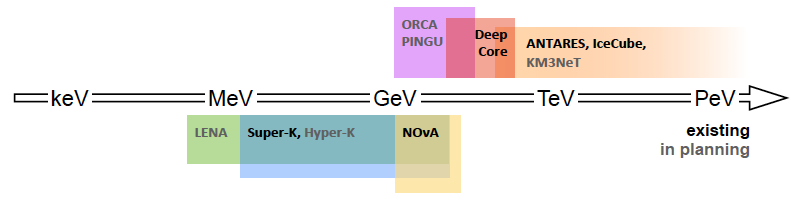 ORCA
PINGU
Deep
Core
ANTARES, IceCube,
KM3NeT
keV MeV GeV TeV PeV
LENA Super-K, Hyper-K NOvA
existing
in planning